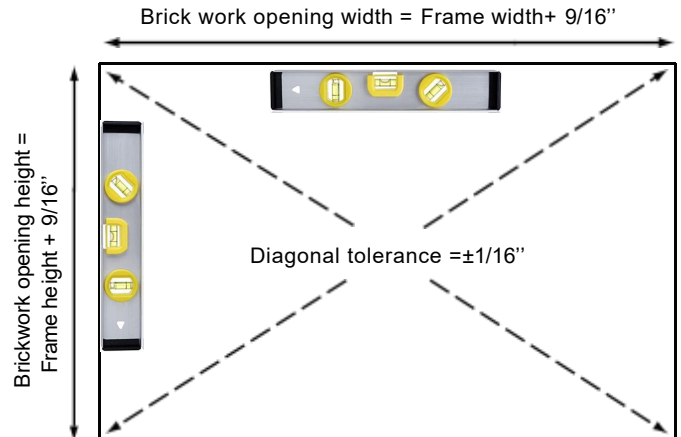 Brick work opening width = Frame width+ 9/16’’
Brickwork opening height =
Frame height + 9/16’’
Diagonal tolerance =±1/16’’